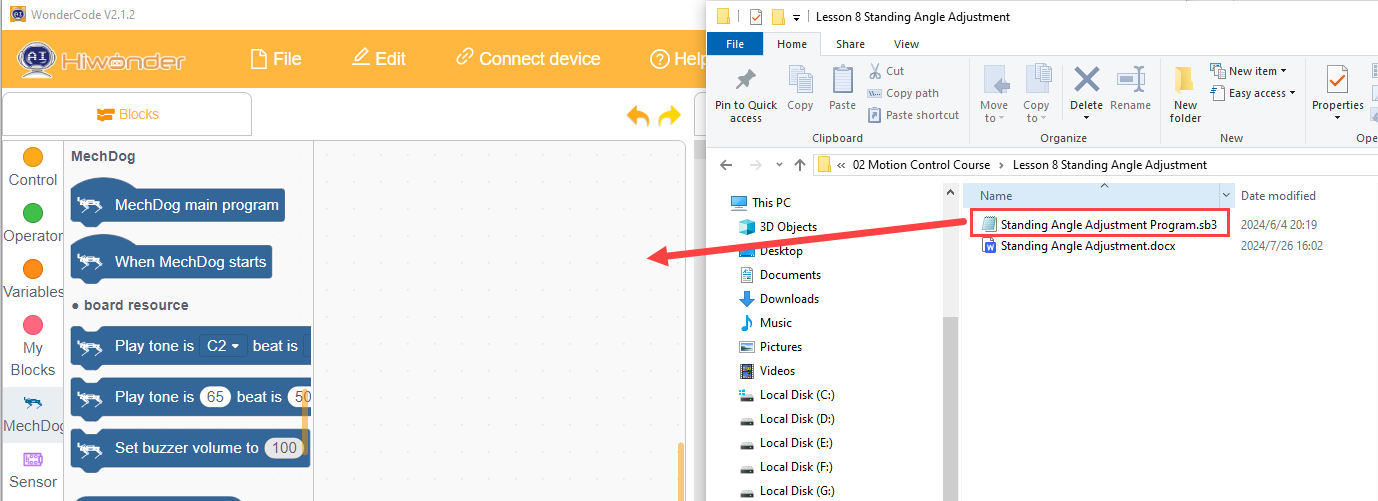 WonderCode V2.1.2
Hiwonder
File
Edit
Connect device
Help
Blocks
Control
Operator
Variables
My
Blocks
MechDog
Sensor
MechDog
MechDog main program
When MechDog starts
● board resource
Play tone is C2 beat is
Play tone is 65 beat is 50
Set buzzer volume to 100
Lesson 8 Standing Angle Adjustment
File Home Share View
Pin to Quick
access
Copy
Paste
Cut
Copy path
Paste shortcut
Clipboard
Move
to
Copy
to
Delete
Rename
Organize
New
folder
New item
Easy access
New
Properties
Ope
« 02 Motion Control Course › Lesson 8 Standing Angle Adjustment
This PC
3D Objects
Desktop
Documents
Downloads
Music
Pictures
Videos
Local Disk (C:)
Local Disk (D:)
Local Disk (E:)
Local Disk (F:)
Local Disk (G:)
Name Date modified
Standing Angle Adjustment Program.sb3 2024/6/4 20:19
Standing Angle Adjustment.docx 2024/7/26 16:02